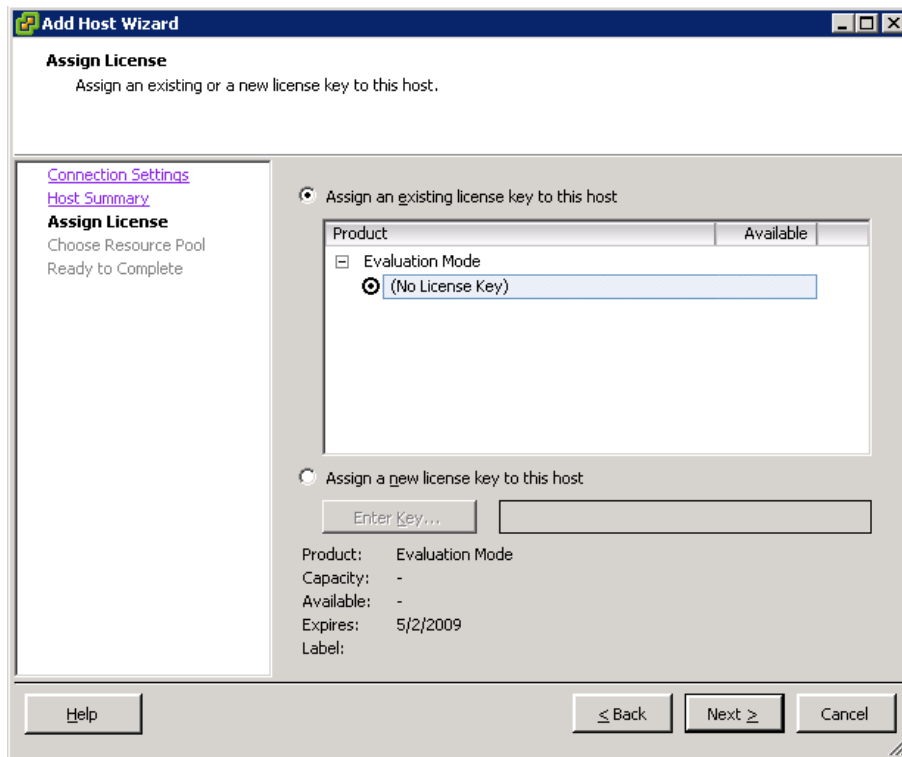 Add Host Wizard
Assign License
Assign an existing or a new license key to this host.
Connection Settings
Host Summary
Assign License
Choose Resource Pool
Ready to Complete
Assign an existing license key to this host
Product Available
Evaluation Mode
(No License Key)
Assign a new license key to this host
Enter Key...
Product: Evaluation Mode
Capacity: -
Available: -
Expires: 5/2/2009
Label:
Help
< Back
Next >
Cancel